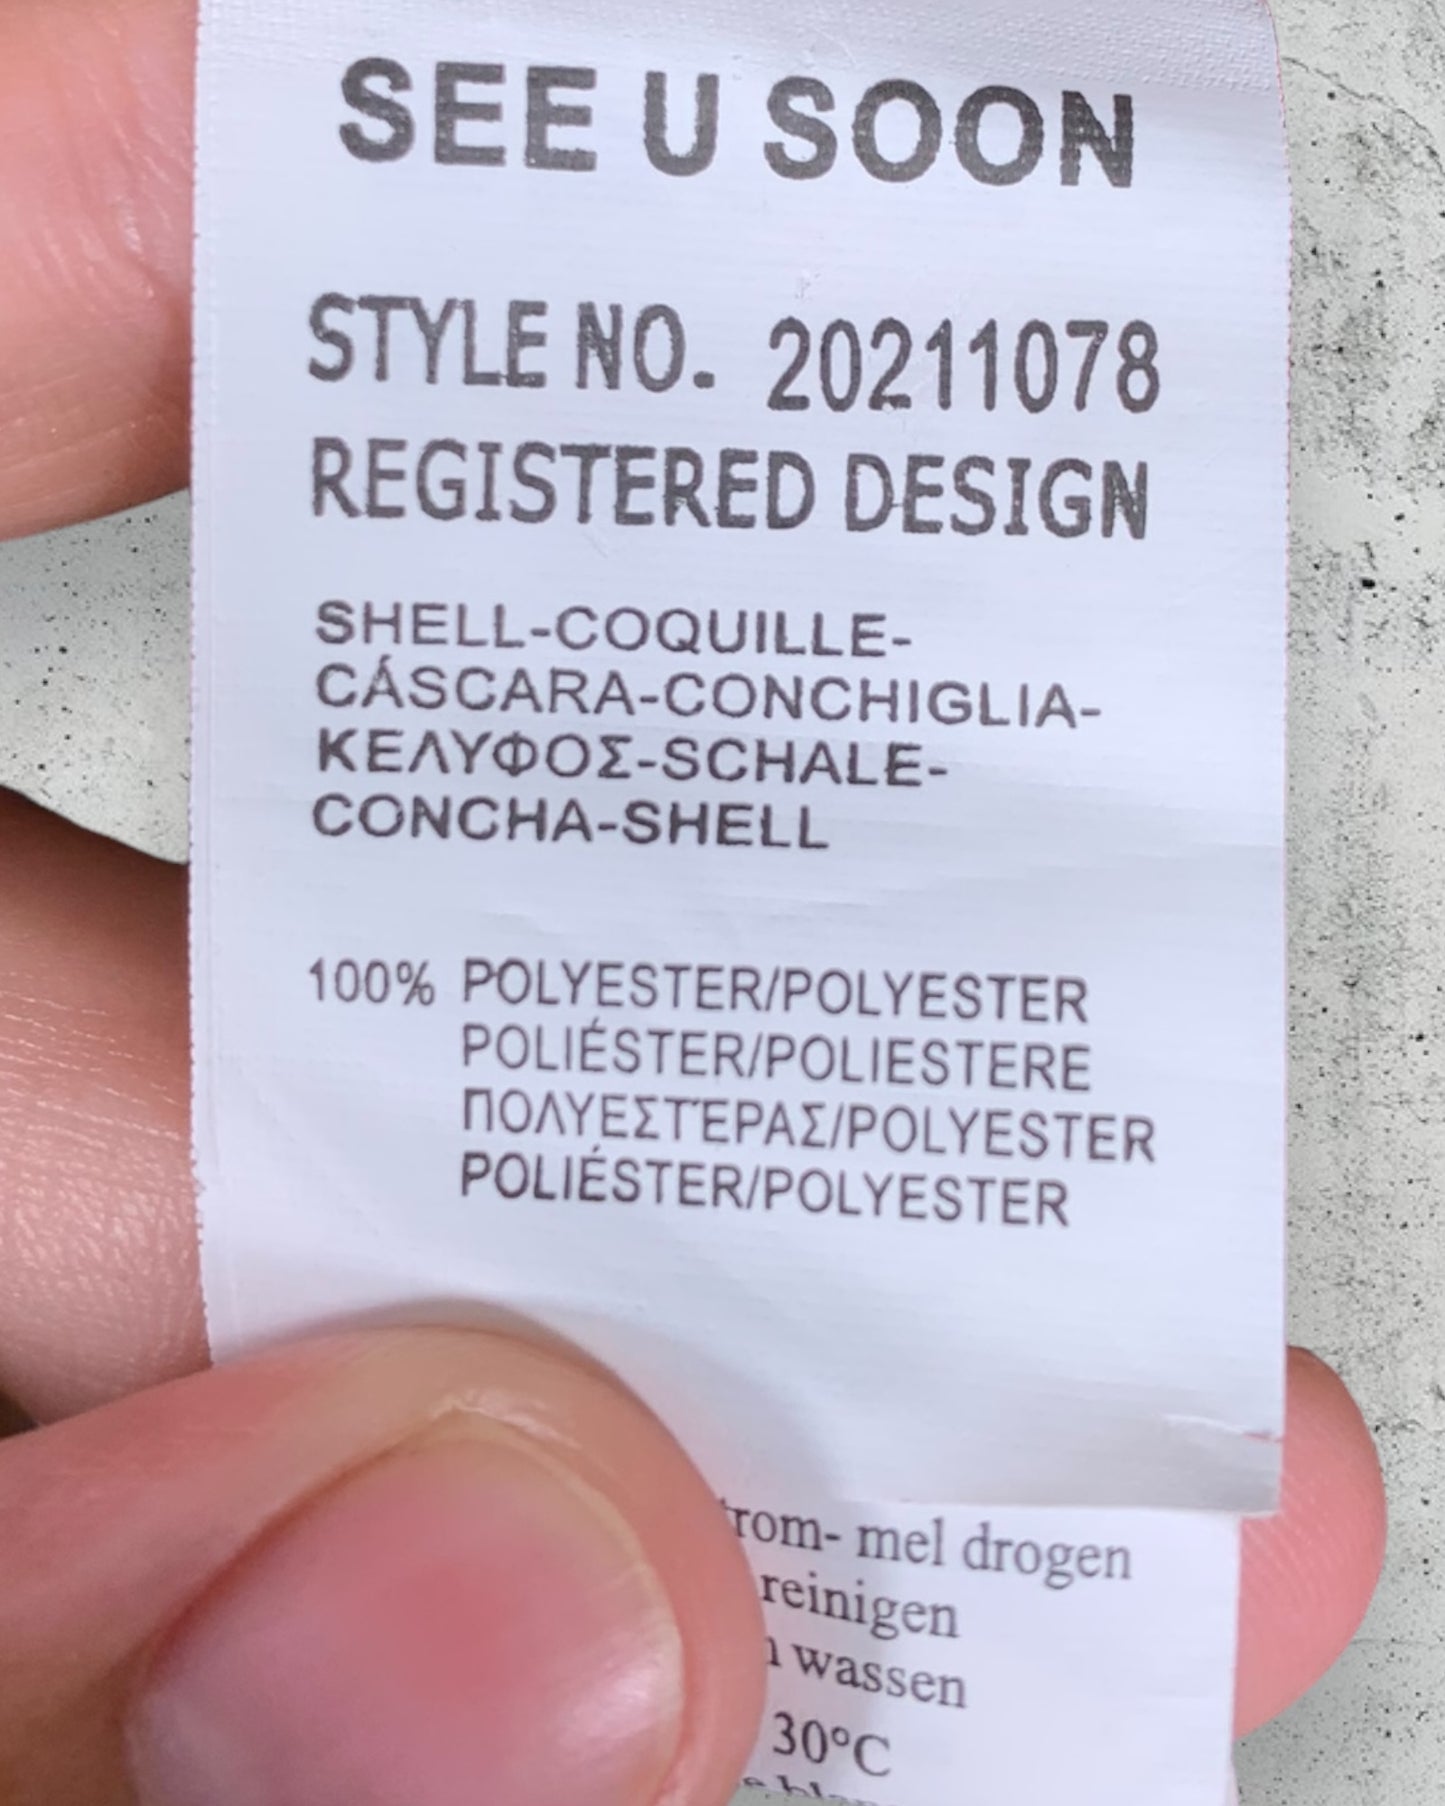 SEE U SOON
STYLE NO. 20211078
REGISTERED DESIGN
SHELL-COQUILLE-
CÁSCARA-CONCHIGLIA-
ΚΕΛΥΦΟΣ-SCHALE-
CONCHA-SHELL
100% POLYESTER/POLYESTER
POLIÉSTER/POLIESTERE
ΠΟΛΥΕΣΤΈΡΑΣ/POLYESTER
POLIÉSTER/POLYESTER
mel drogen
reinigen
wassen
30°C